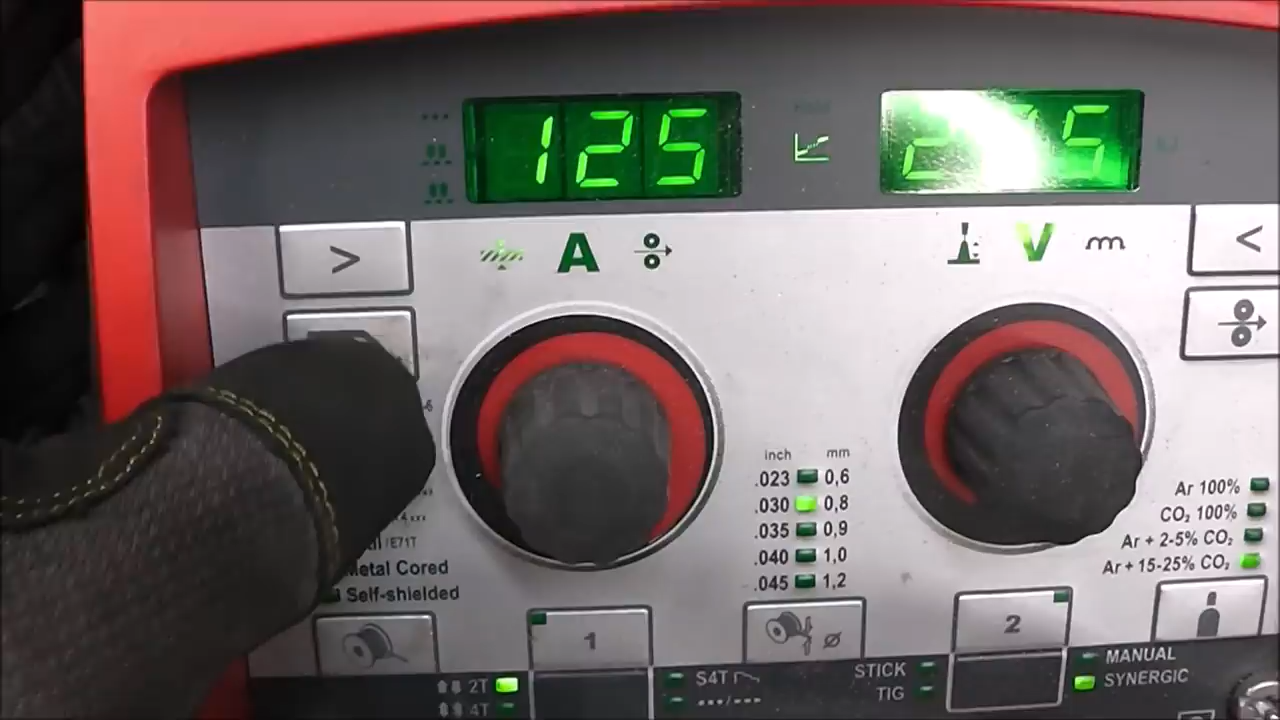 125
>
A
V
<
inch mm
.023 0,6
.030 0,8
.035 0,9
.040 1,0
.045 1,2
Ar 100%
CO₂ 100%
Ar + 2-5% CO₂
Ar + 15-25% CO₂
/E71T
Metal Cored
Self-shielded
1
ø
2
2T
4T
S4T
STICK
TIG
MANUAL
SYNERGIC